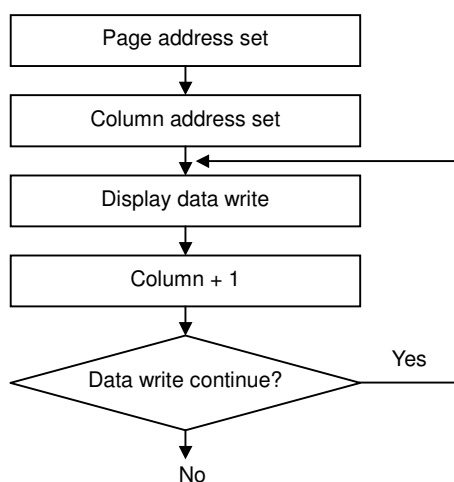 Page address set
Column address set
Display data write
Column + 1
Data write continue?
Yes
No